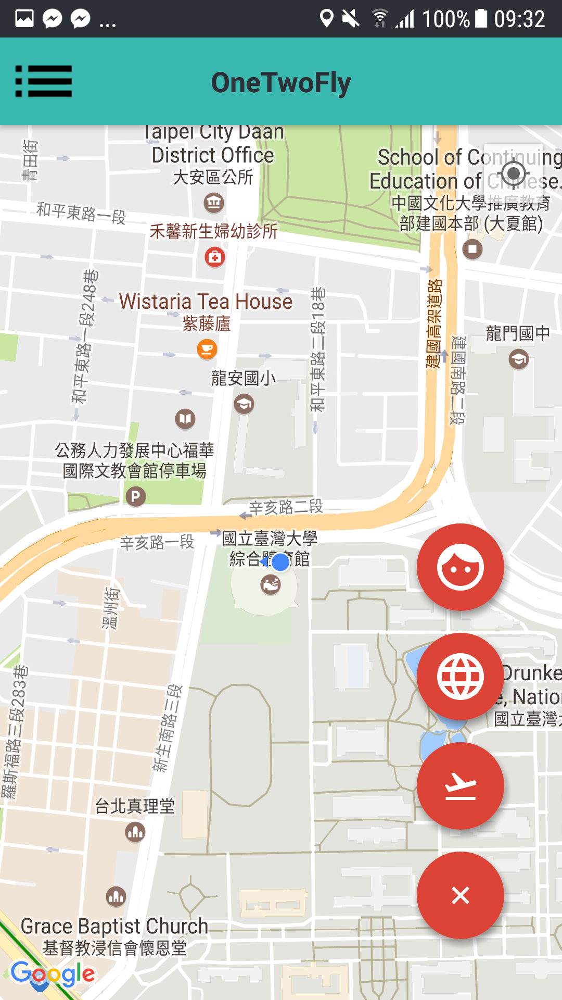 ... 100% 09:32
OneTwoFly
Taipei City Daan
District Office
大安區公所
School of Continuing
Education of Chinese...
中國文化大學推廣教育
部建國本部 (大夏館)
青田街
和平東路一段
禾馨新生婦幼診所
和平東路一段248巷
Wistaria Tea House
紫藤廬
和平東路二段18巷
建國高架道路
建國南路二段
龍門國中
龍安國小
公務人力發展中心福華
國際文教會館停車場
P
辛亥路二段
辛亥路一段
國立臺灣大學
綜合體育館
溫州街
Drunke
e, Nation
國立臺灣大
羅斯福路三段283巷
新生南路三段
台北真理堂
Grace Baptist Church
基督教浸信會懷恩堂
Google